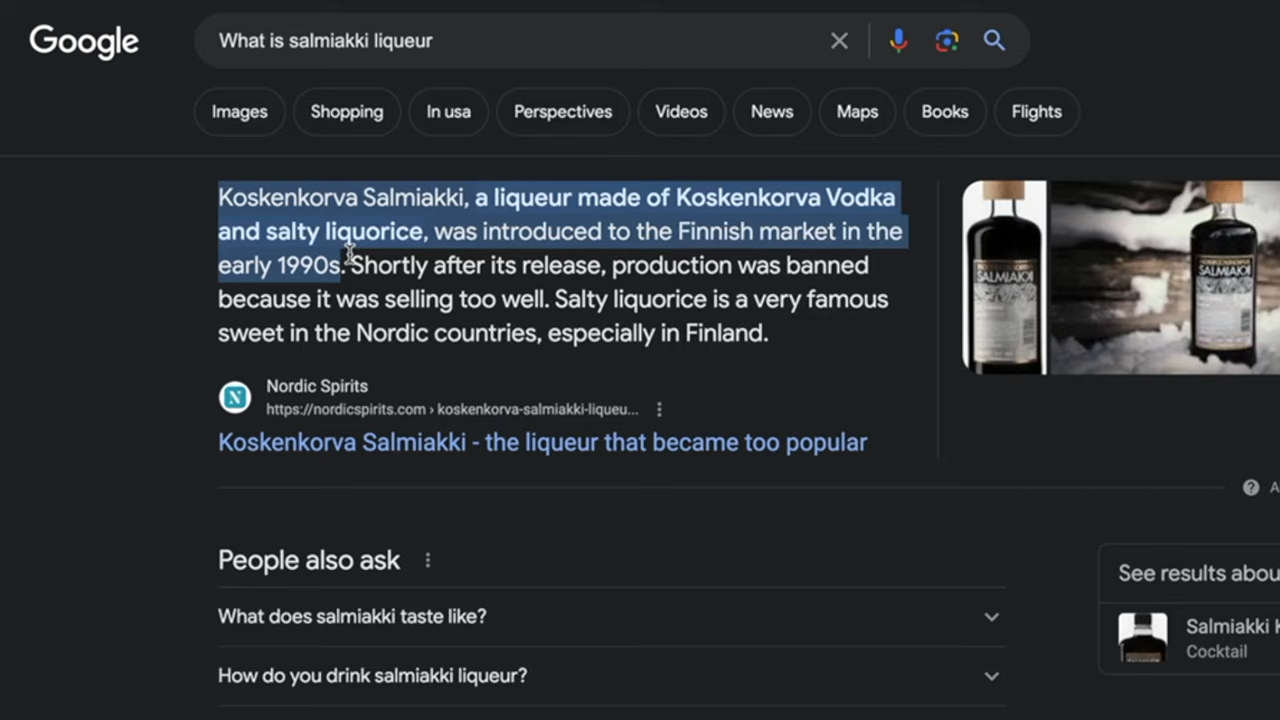 Google
What is salmiakki liqueur
Images
Shopping
In usa
Perspectives
Videos
News
Maps
Books
Flights
Koskenkorva Salmiakki, a liqueur made of Koskenkorva Vodka
and salty liquorice, was introduced to the Finnish market in the
early 1990s. Shortly after its release, production was banned
because it was selling too well. Salty liquorice is a very famous
sweet in the Nordic countries, especially in Finland.
SALMIAKKI
SALMIAKKI
N
Nordic Spirits
https://nordicspirits.com › koskenkorva-salmiakki-liqueu...
Koskenkorva Salmiakki - the liqueur that became too popular
? A
People also ask
What does salmiakki taste like?
How do you drink salmiakki liqueur?
See results abou
Salmiakki K
Cocktail